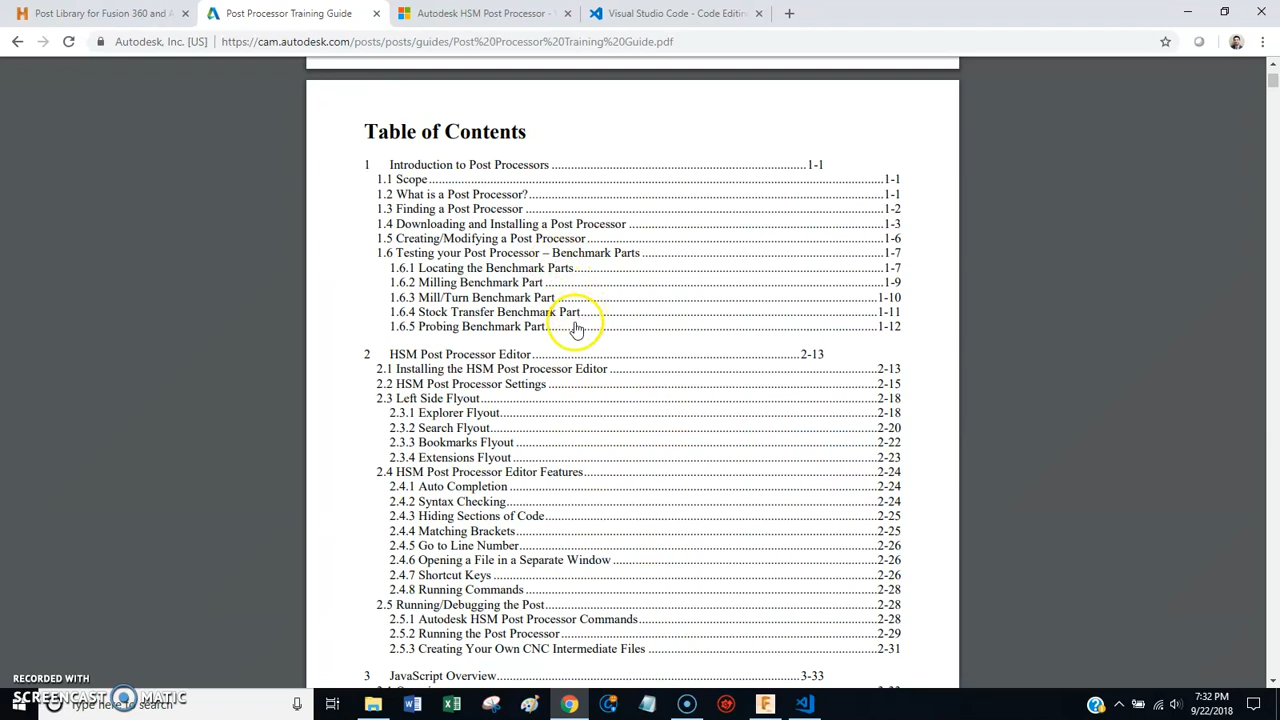 Post Library for Fusion 360 and A
Post Processor Training Guide
Autodesk HSM Post Processor - 
Visual Studio Code - Code Editin
Autodesk, Inc. [US]
https://cam.autodesk.com/posts/posts/guides/Post%20Processor%20Training%20Guide.pdf
Table of Contents
1 Introduction to Post Processors ........ 1-1
1.1 Scope ........ 1-1
1.2 What is a Post Processor? ........ 1-1
1.3 Finding a Post Processor ........ 1-2
1.4 Downloading and Installing a Post Processor ........ 1-3
1.5 Creating/Modifying a Post Processor ........ 1-6
1.6 Testing your Post Processor – Benchmark Parts ........ 1-7
1.6.1 Locating the Benchmark Parts ........ 1-7
1.6.2 Milling Benchmark Part ........ 1-9
1.6.3 Mill/Turn Benchmark Part ........ 1-10
1.6.4 Stock Transfer Benchmark Part ........ 1-11
1.6.5 Probing Benchmark Part ........ 1-12
2 HSM Post Processor Editor ........ 2-13
2.1 Installing the HSM Post Processor Editor ........ 2-13
2.2 HSM Post Processor Settings ........ 2-15
2.3 Left Side Flyout ........ 2-18
2.3.1 Explorer Flyout ........ 2-18
2.3.2 Search Flyout ........ 2-20
2.3.3 Bookmarks Flyout ........ 2-22
2.3.4 Extensions Flyout ........ 2-23
2.4 HSM Post Processor Editor Features ........ 2-24
2.4.1 Auto Completion ........ 2-24
2.4.2 Syntax Checking ........ 2-24
2.4.3 Hiding Sections of Code ........ 2-25
2.4.4 Matching Brackets ........ 2-25
2.4.5 Go to Line Number ........ 2-26
2.4.6 Opening a File in a Separate Window ........ 2-26
2.4.7 Shortcut Keys ........ 2-26
2.4.8 Running Commands ........ 2-28
2.5 Running/Debugging the Post ........ 2-28
2.5.1 Autodesk HSM Post Processor Commands ........ 2-28
2.5.2 Running the Post Processor ........ 2-29
2.5.3 Creating Your Own CNC Intermediate Files ........ 2-31
3 JavaScript Overview ........ 3-33
RECORDED WITH
SCREENCAST MATIC
Type here to search
7:32 PM
9/22/2018